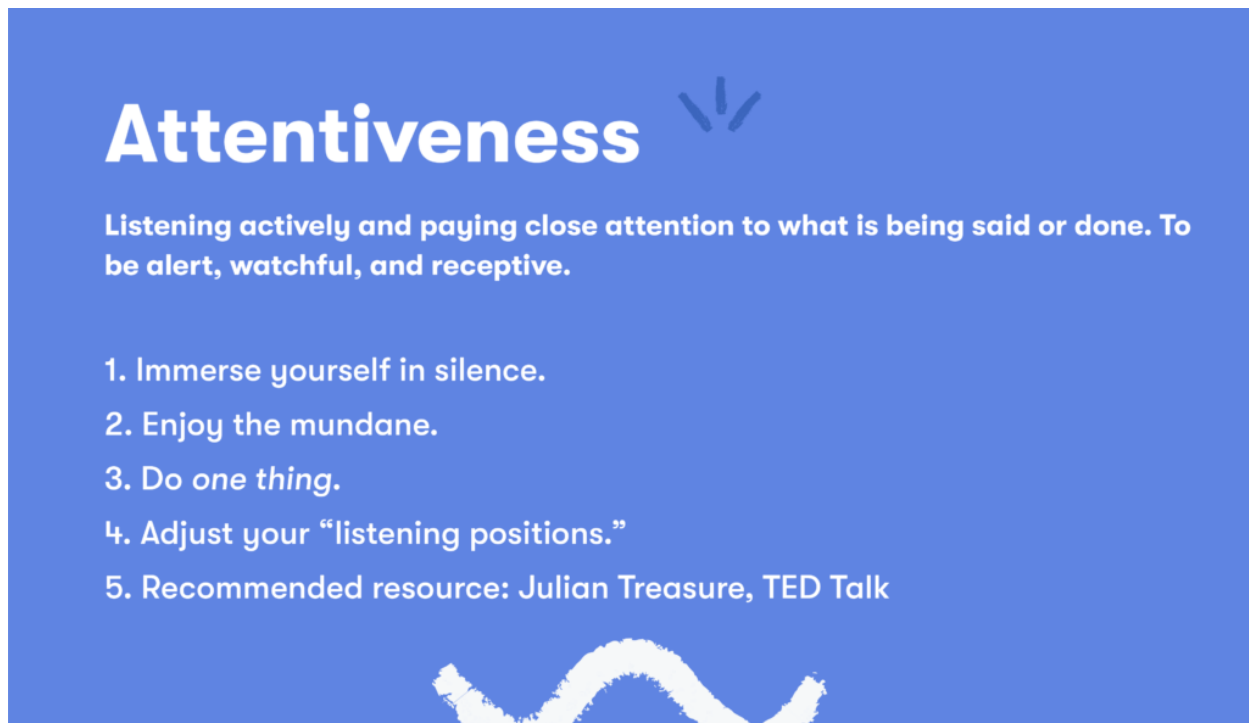 Attentiveness
Listening actively and paying close attention to what is being said or done. To
be alert, watchful, and receptive.
1. Immerse yourself in silence.
2. Enjoy the mundane.
3. Do one thing.
4. Adjust your “listening positions.”
5. Recommended resource: Julian Treasure, TED Talk